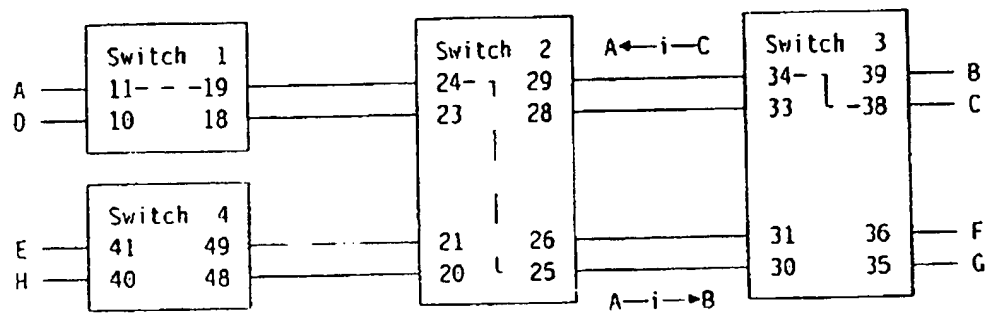 Switch 1
A 11 19
D 10 18
Switch 4
E 41 49
H 40 48
Switch 2
24 29
23 28
21 26
20 25
A i C
A i B
Switch 3
34 39 B
33 38 C
31 36 F
30 35 G